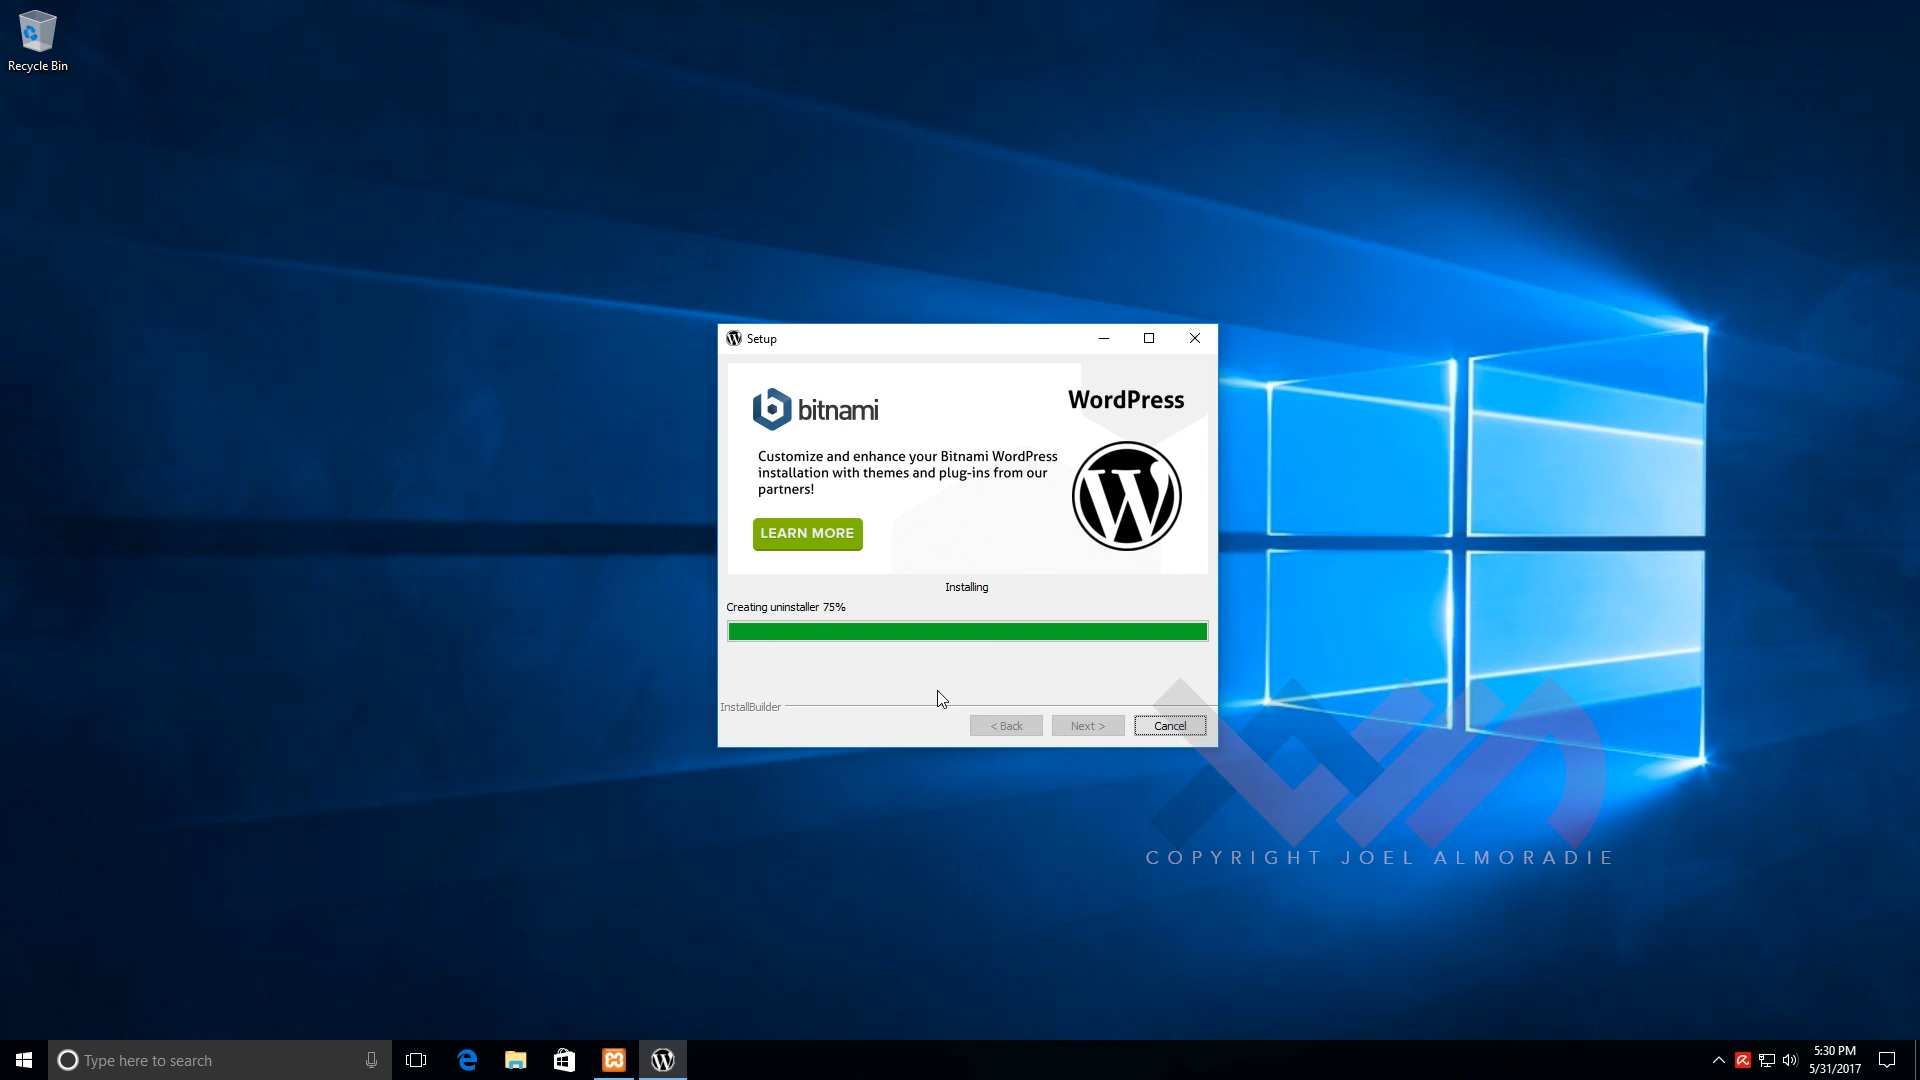 Recycle Bin
Setup
bitnami
WordPress
Customize and enhance your Bitnami WordPress
installation with themes and plug-ins from our
partners!
LEARN MORE
Installing
Creating uninstaller 75%
InstallBuilder
< Back
Next >
Cancel
COPYRIGHT JOEL ALMORADIE
Type here to search
5:30 PM
5/31/2017